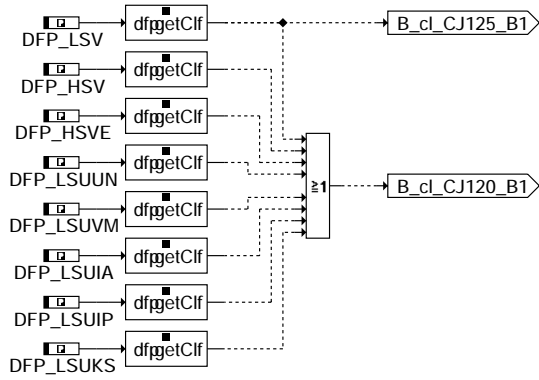 dfpgetClf
B_cl_CJ125_B1
DFP_LSV
dfpgetClf
DFP_HSV
dfpgetClf
DFP_HSVE
dfpgetClf
DFP_LSUUN
≥1
B_cl_CJ120_B1
dfpgetClf
DFP_LSUVM
dfpgetClf
DFP_LSUIA
dfpgetClf
DFP_LSUIP
dfpgetClf
DFP_LSUKS